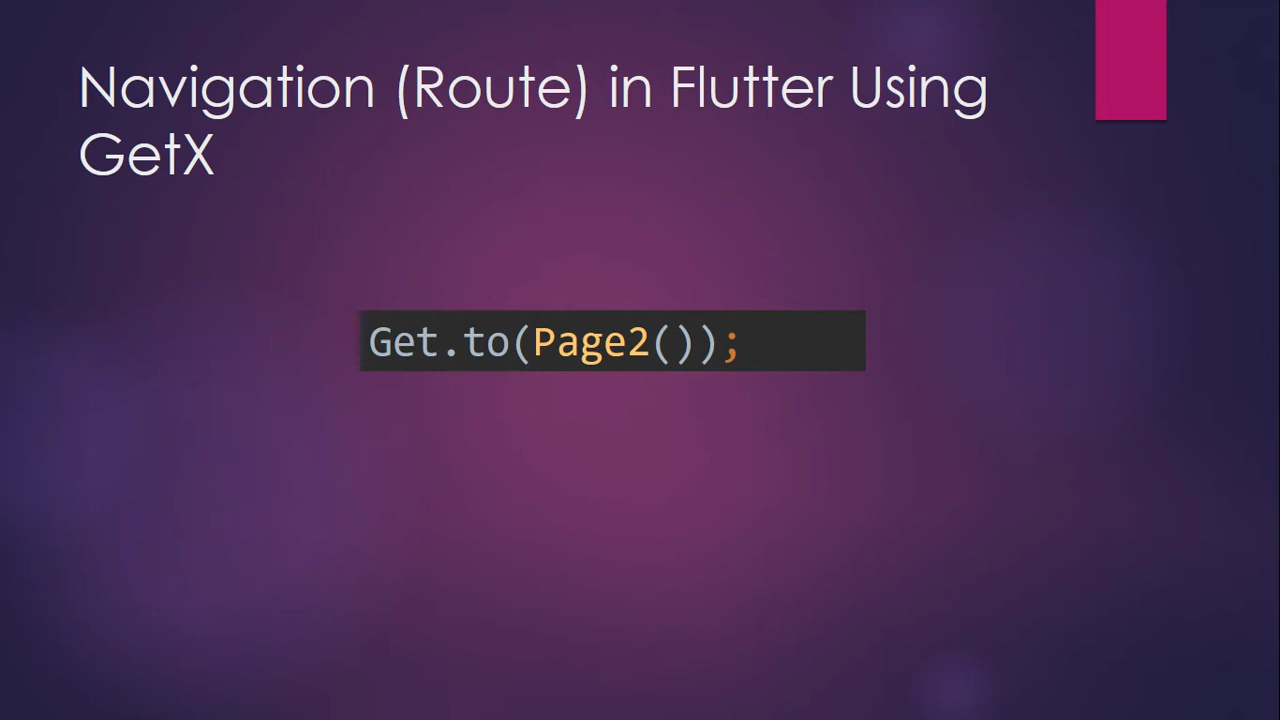 Navigation (Route) in Flutter Using
GetX
Get.to(Page2());